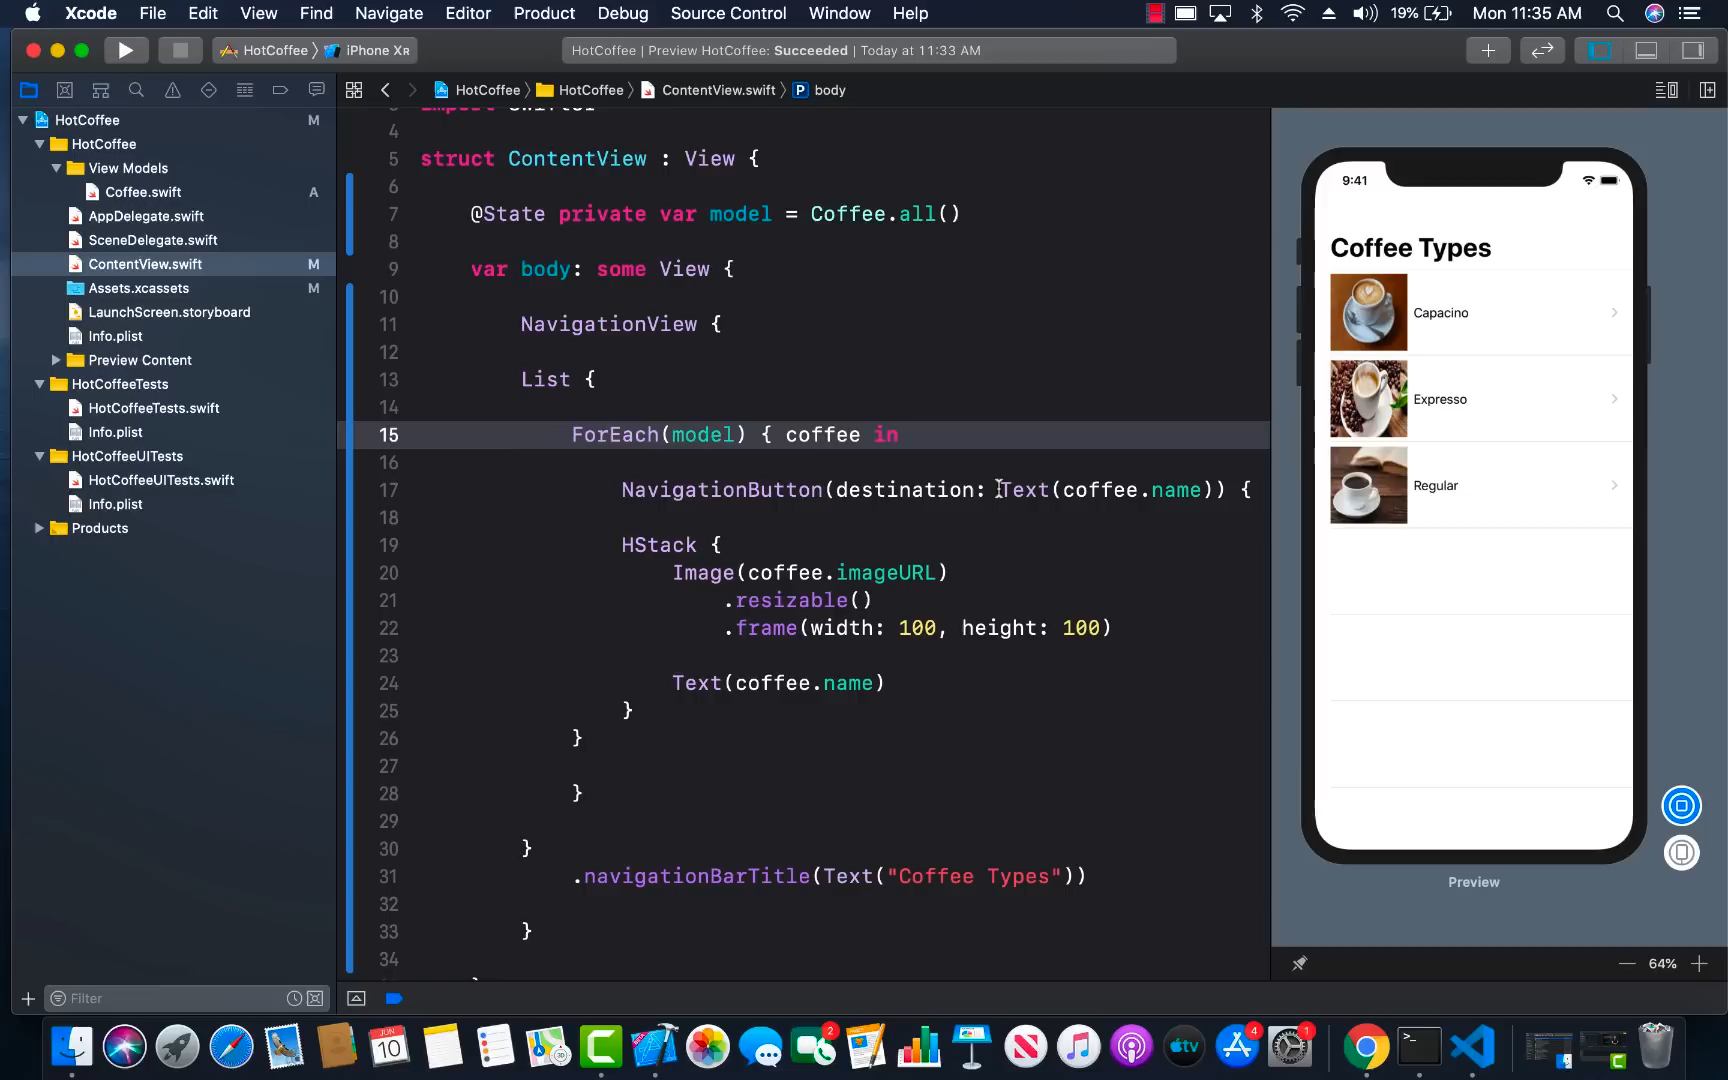 Xcode File Edit View Find Navigate Editor Product Debug Source Control Window Help 19% Mon 11:35 AM
HotCoffee iPhone Xʀ HotCoffee | Preview HotCoffee: Succeeded | Today at 11:33 AM
HotCoffee HotCoffee ContentView.swift P body
HotCoffee M
HotCoffee
View Models
Coffee.swift A
AppDelegate.swift
SceneDelegate.swift
ContentView.swift M
Assets.xcassets M
LaunchScreen.storyboard
Info.plist
Preview Content
HotCoffeeTests
HotCoffeeTests.swift
Info.plist
HotCoffeeUITests
HotCoffeeUITests.swift
Info.plist
Products
Filter
4
5 struct ContentView : View {
6
7 @State private var model = Coffee.all()
8
9 var body: some View {
10
11 NavigationView {
12
13 List {
14
15 ForEach(model) { coffee in
16
17 NavigationButton(destination: Text(coffee.name)) {
18
19 HStack {
20 Image(coffee.imageURL)
21 .resizable()
22 .frame(width: 100, height: 100)
23
24 Text(coffee.name)
25 }
26 }
27
28 }
29
30 }
31 .navigationBarTitle(Text("Coffee Types"))
32
33 }
34
9:41
Coffee Types
Capacino
Expresso
Regular
Preview
64%
JUN
10
2
4
1
tv